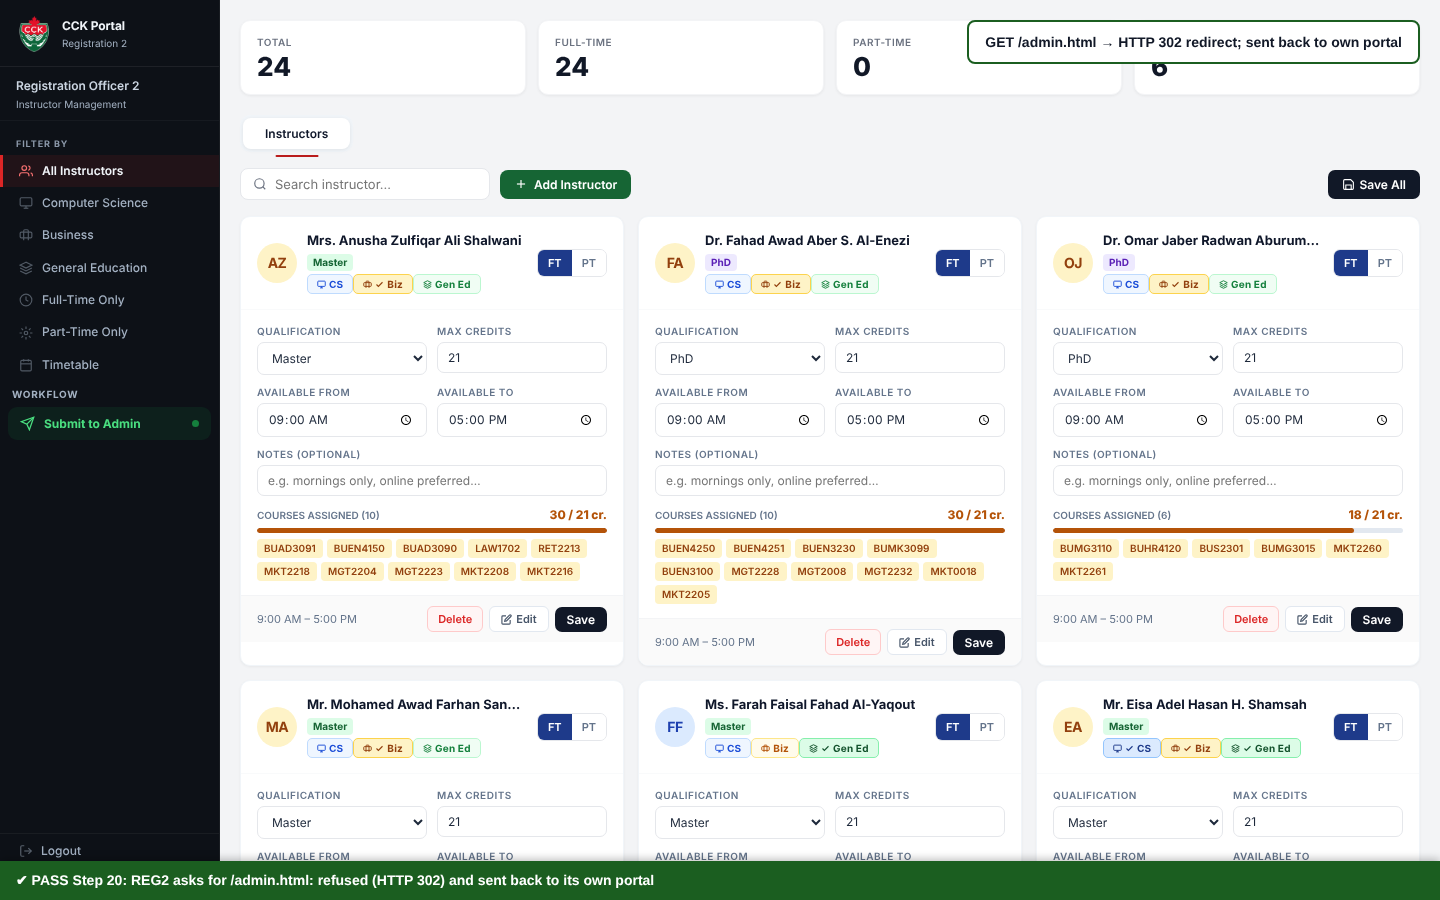 CCK
CCK Portal
Registration 2
Registration Officer 2
Instructor Management
FILTER BY
All Instructors
Computer Science
Business
General Education
Full-Time Only
Part-Time Only
Timetable
WORKFLOW
Submit to Admin
Logout
TOTAL
24
FULL-TIME
24
PART-TIME
0
6
GET /admin.html → HTTP 302 redirect; sent back to own portal
Instructors
Search instructor...
+ Add Instructor
Save All
AZ
Mrs. Anusha Zulfiqar Ali Shalwani
Master
CS ✓ Biz Gen Ed
FT PT
QUALIFICATION MAX CREDITS
Master 21
AVAILABLE FROM AVAILABLE TO
09:00 AM 05:00 PM
NOTES (OPTIONAL)
e.g. mornings only, online preferred...
COURSES ASSIGNED (10) 30 / 21 cr.
BUAD3091 BUEN4150 BUAD3090 LAW1702 RET2213
MKT2218 MGT2204 MGT2223 MKT2208 MKT2216
9:00 AM – 5:00 PM Delete Edit Save
FA
Dr. Fahad Awad Aber S. Al-Enezi
PhD
CS ✓ Biz Gen Ed
FT PT
QUALIFICATION MAX CREDITS
PhD 21
AVAILABLE FROM AVAILABLE TO
09:00 AM 05:00 PM
NOTES (OPTIONAL)
e.g. mornings only, online preferred...
COURSES ASSIGNED (10) 30 / 21 cr.
BUEN4250 BUEN4251 BUEN3230 BUMK3099
BUEN3100 MGT2228 MGT2008 MGT2232 MKT0018
MKT2205
9:00 AM – 5:00 PM Delete Edit Save
OJ
Dr. Omar Jaber Radwan Aburum...
PhD
CS ✓ Biz Gen Ed
FT PT
QUALIFICATION MAX CREDITS
PhD 21
AVAILABLE FROM AVAILABLE TO
09:00 AM 05:00 PM
NOTES (OPTIONAL)
e.g. mornings only, online preferred...
COURSES ASSIGNED (6) 18 / 21 cr.
BUMG3110 BUHR4120 BUS2301 BUMG3015 MKT2260
MKT2261
9:00 AM – 5:00 PM Delete Edit Save
MA
Mr. Mohamed Awad Farhan San...
Master
CS ✓ Biz Gen Ed
FT PT
QUALIFICATION MAX CREDITS
Master 21
AVAILABLE FROM AVAILABLE TO
FF
Ms. Farah Faisal Fahad Al-Yaqout
Master
CS Biz ✓ Gen Ed
FT PT
QUALIFICATION MAX CREDITS
Master 21
AVAILABLE FROM AVAILABLE TO
EA
Mr. Eisa Adel Hasan H. Shamsah
Master
✓ CS ✓ Biz ✓ Gen Ed
FT PT
QUALIFICATION MAX CREDITS
Master 21
AVAILABLE FROM AVAILABLE TO
✔ PASS Step 20: REG2 asks for /admin.html: refused (HTTP 302) and sent back to its own portal